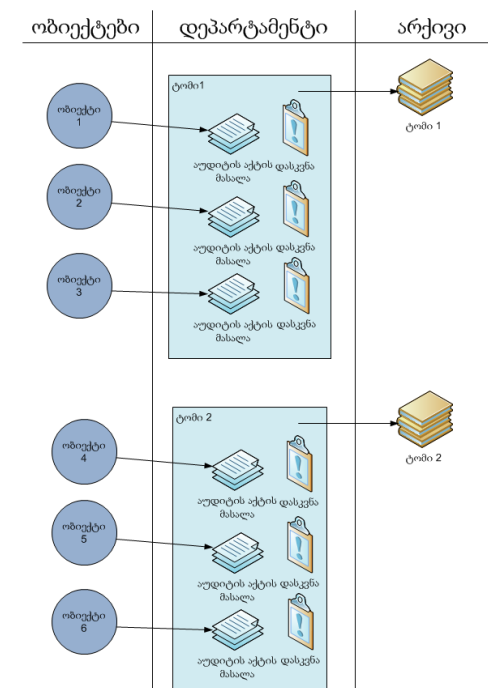 ობიექტები დეპარტამენტი არქივი
ტომი1
ობიექტი
1
აუდიტის აქტის
მასალა
დასკვნა
ტომი 1
ობიექტი
2
აუდიტის აქტის
მასალა
დასკვნა
ობიექტი
3
აუდიტის აქტის
მასალა
დასკვნა
ტომი 2
ობიექტი
4
აუდიტის აქტის
მასალა
დასკვნა
ტომი 2
ობიექტი
5
აუდიტის აქტის
მასალა
დასკვნა
ობიექტი
6
აუდიტის აქტის
მასალა
დასკვნა